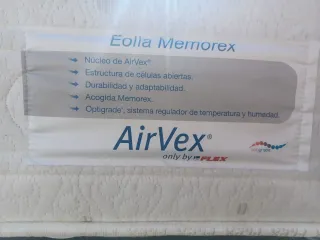 Eolia Memorex
Núcleo de AirVex®
Estructura de células abiertas.
Durabilidad y adaptabilidad.
Acogida Memorex.
Optigrade®, sistema regulador de temperatura y humedad.
AirVex®
only by FLEX